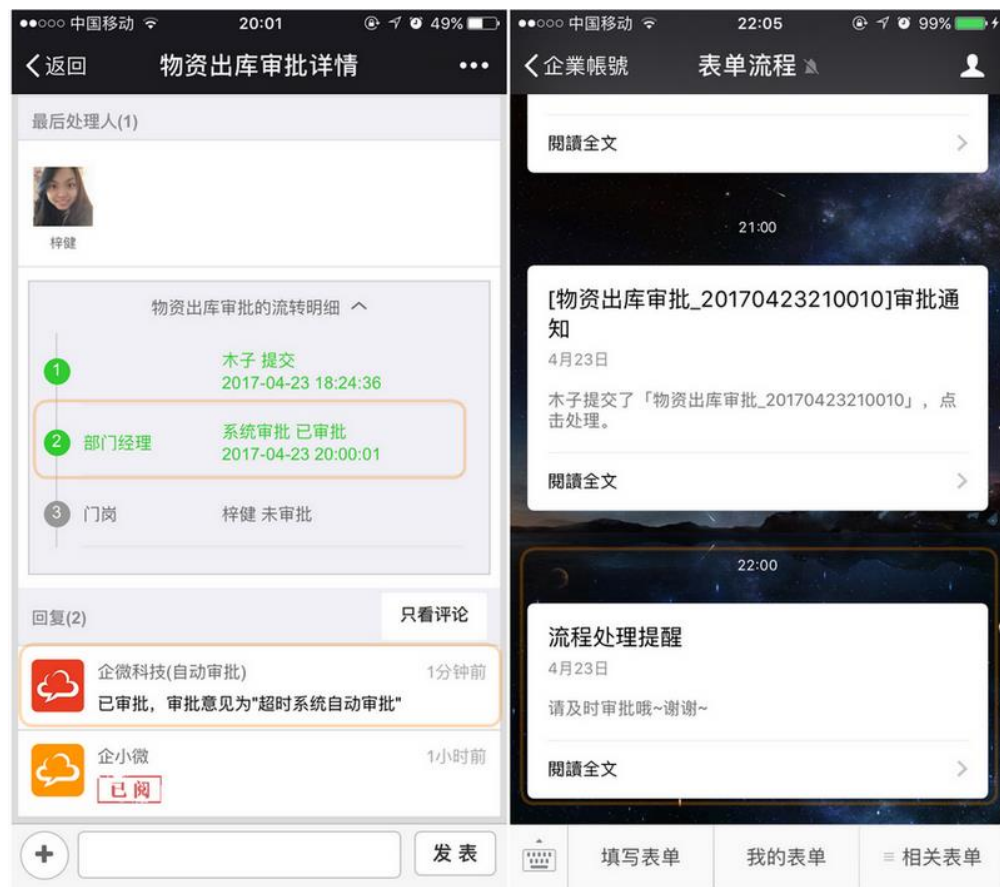 中国移动 20:01 49%
返回 物资出库审批详情
最后处理人(1)
梓健
物资出库审批的流转明细
1 木子 提交
2017-04-23 18:24:36
2 部门经理 系统审批 已审批
2017-04-23 20:00:01
3 门岗 梓健 未审批
回复(2) 只看评论
企微科技(自动审批) 1分钟前
已审批，审批意见为"超时系统自动审批"
企小微 1小时前
已阅
发表
中国移动 22:05 99%
企業帳號 表单流程
閱讀全文
21:00
[物资出库审批_20170423210010]审批通
知
4月23日
木子提交了「物资出库审批_20170423210010」，点
击处理。
閱讀全文
22:00
流程处理提醒
4月23日
请及时审批哦~谢谢~
閱讀全文
填写表单 我的表单 相关表单